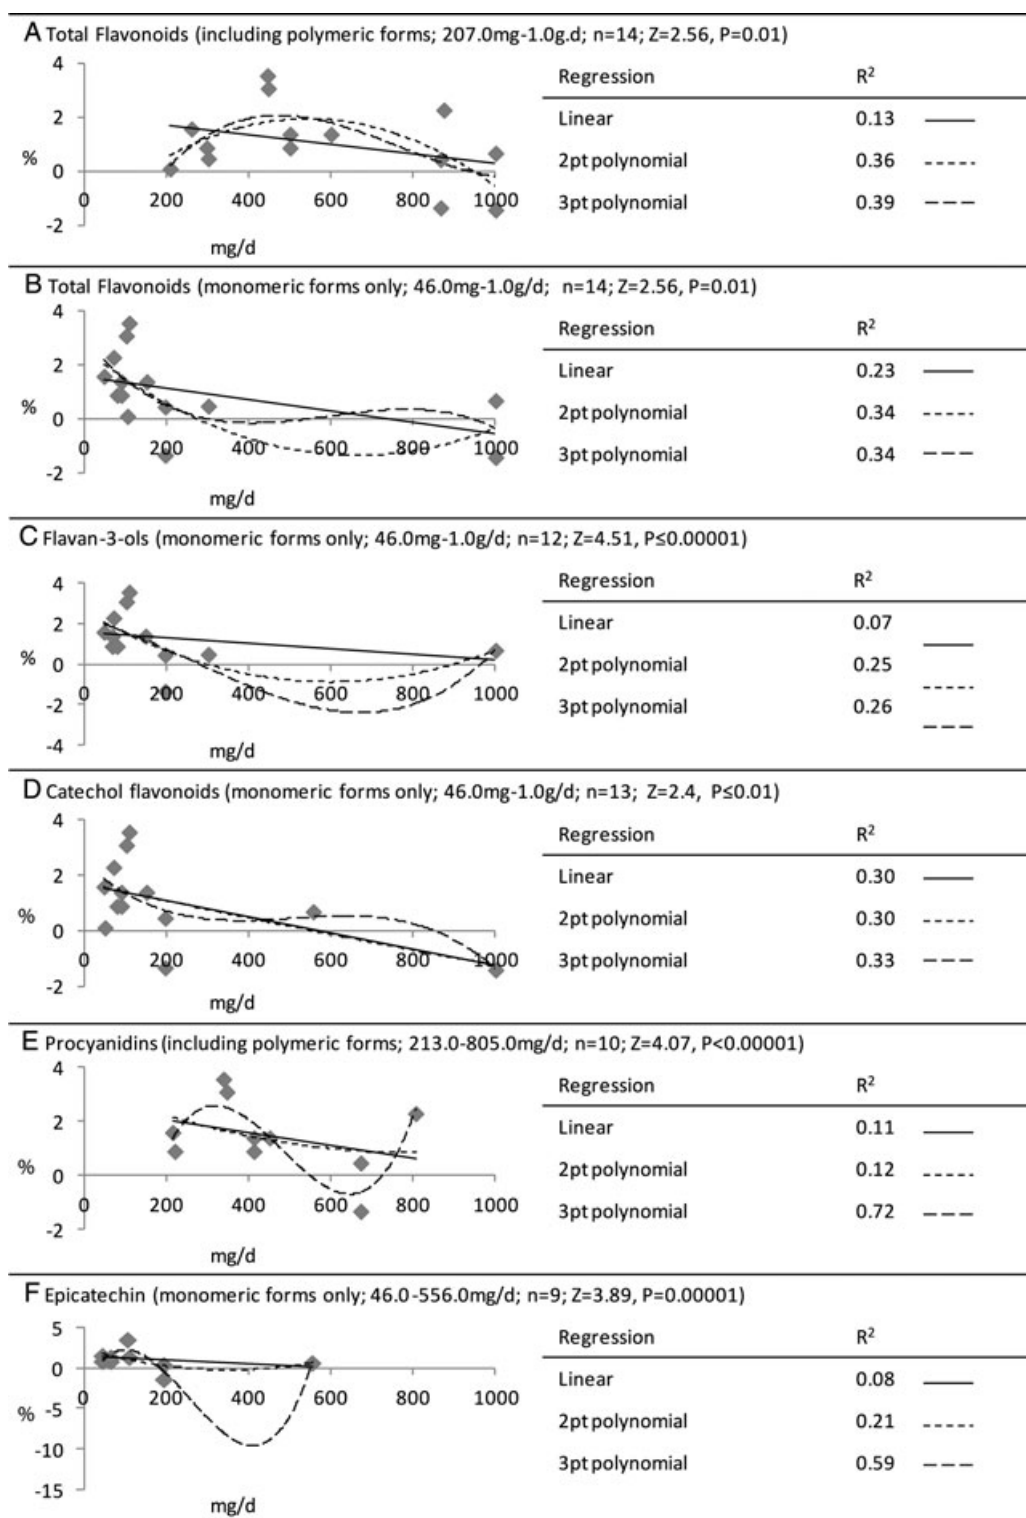 A Total Flavonoids (including polymeric forms; 207.0mg-1.0g.d; n=14; Z=2.56, P=0.01)
4
2
0
-2
%
0 200 400 600 800 1000
mg/d
Regression R²
Linear 0.13
2pt polynomial 0.36
3pt polynomial 0.39
B Total Flavonoids (monomeric forms only; 46.0mg-1.0g/d; n=14; Z=2.56, P=0.01)
4
2
0
-2
%
0 200 400 600 800 1000
mg/d
Regression R²
Linear 0.23
2pt polynomial 0.34
3pt polynomial 0.34
C Flavan-3-ols (monomeric forms only; 46.0mg-1.0g/d; n=12; Z=4.51, P≤0.00001)
4
2
0
-2
-4
%
0 200 400 600 800 1000
mg/d
Regression R²
Linear 0.07
2pt polynomial 0.25
3pt polynomial 0.26
D Catechol flavonoids (monomeric forms only; 46.0mg-1.0g/d; n=13; Z=2.4, P≤0.01)
4
2
0
-2
%
0 200 400 600 800 1000
mg/d
Regression R²
Linear 0.30
2pt polynomial 0.30
3pt polynomial 0.33
E Procyanidins (including polymeric forms; 213.0-805.0mg/d; n=10; Z=4.07, P<0.00001)
4
2
0
-2
%
0 200 400 600 800 1000
mg/d
Regression R²
Linear 0.11
2pt polynomial 0.12
3pt polynomial 0.72
F Epicatechin (monomeric forms only; 46.0-556.0mg/d; n=9; Z=3.89, P=0.00001)
5
0
-5
-10
-15
%
0 200 400 600 800 1000
mg/d
Regression R²
Linear 0.08
2pt polynomial 0.21
3pt polynomial 0.59